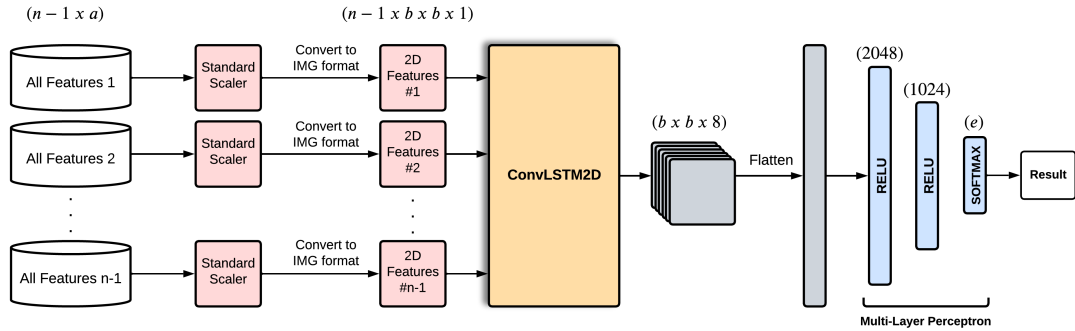 (n − 1 x a)
(n − 1 x b x b x 1)
All Features 1
Standard
Scaler
Convert to
IMG format
2D
Features
#1
All Features 2
Standard
Scaler
Convert to
IMG format
2D
Features
#2
All Features n-1
Standard
Scaler
Convert to
IMG format
2D
Features
#n-1
ConvLSTM2D
(b x b x 8)
Flatten
(2048)
RELU
(1024)
RELU
(e)
SOFTMAX
Result
Multi-Layer Perceptron